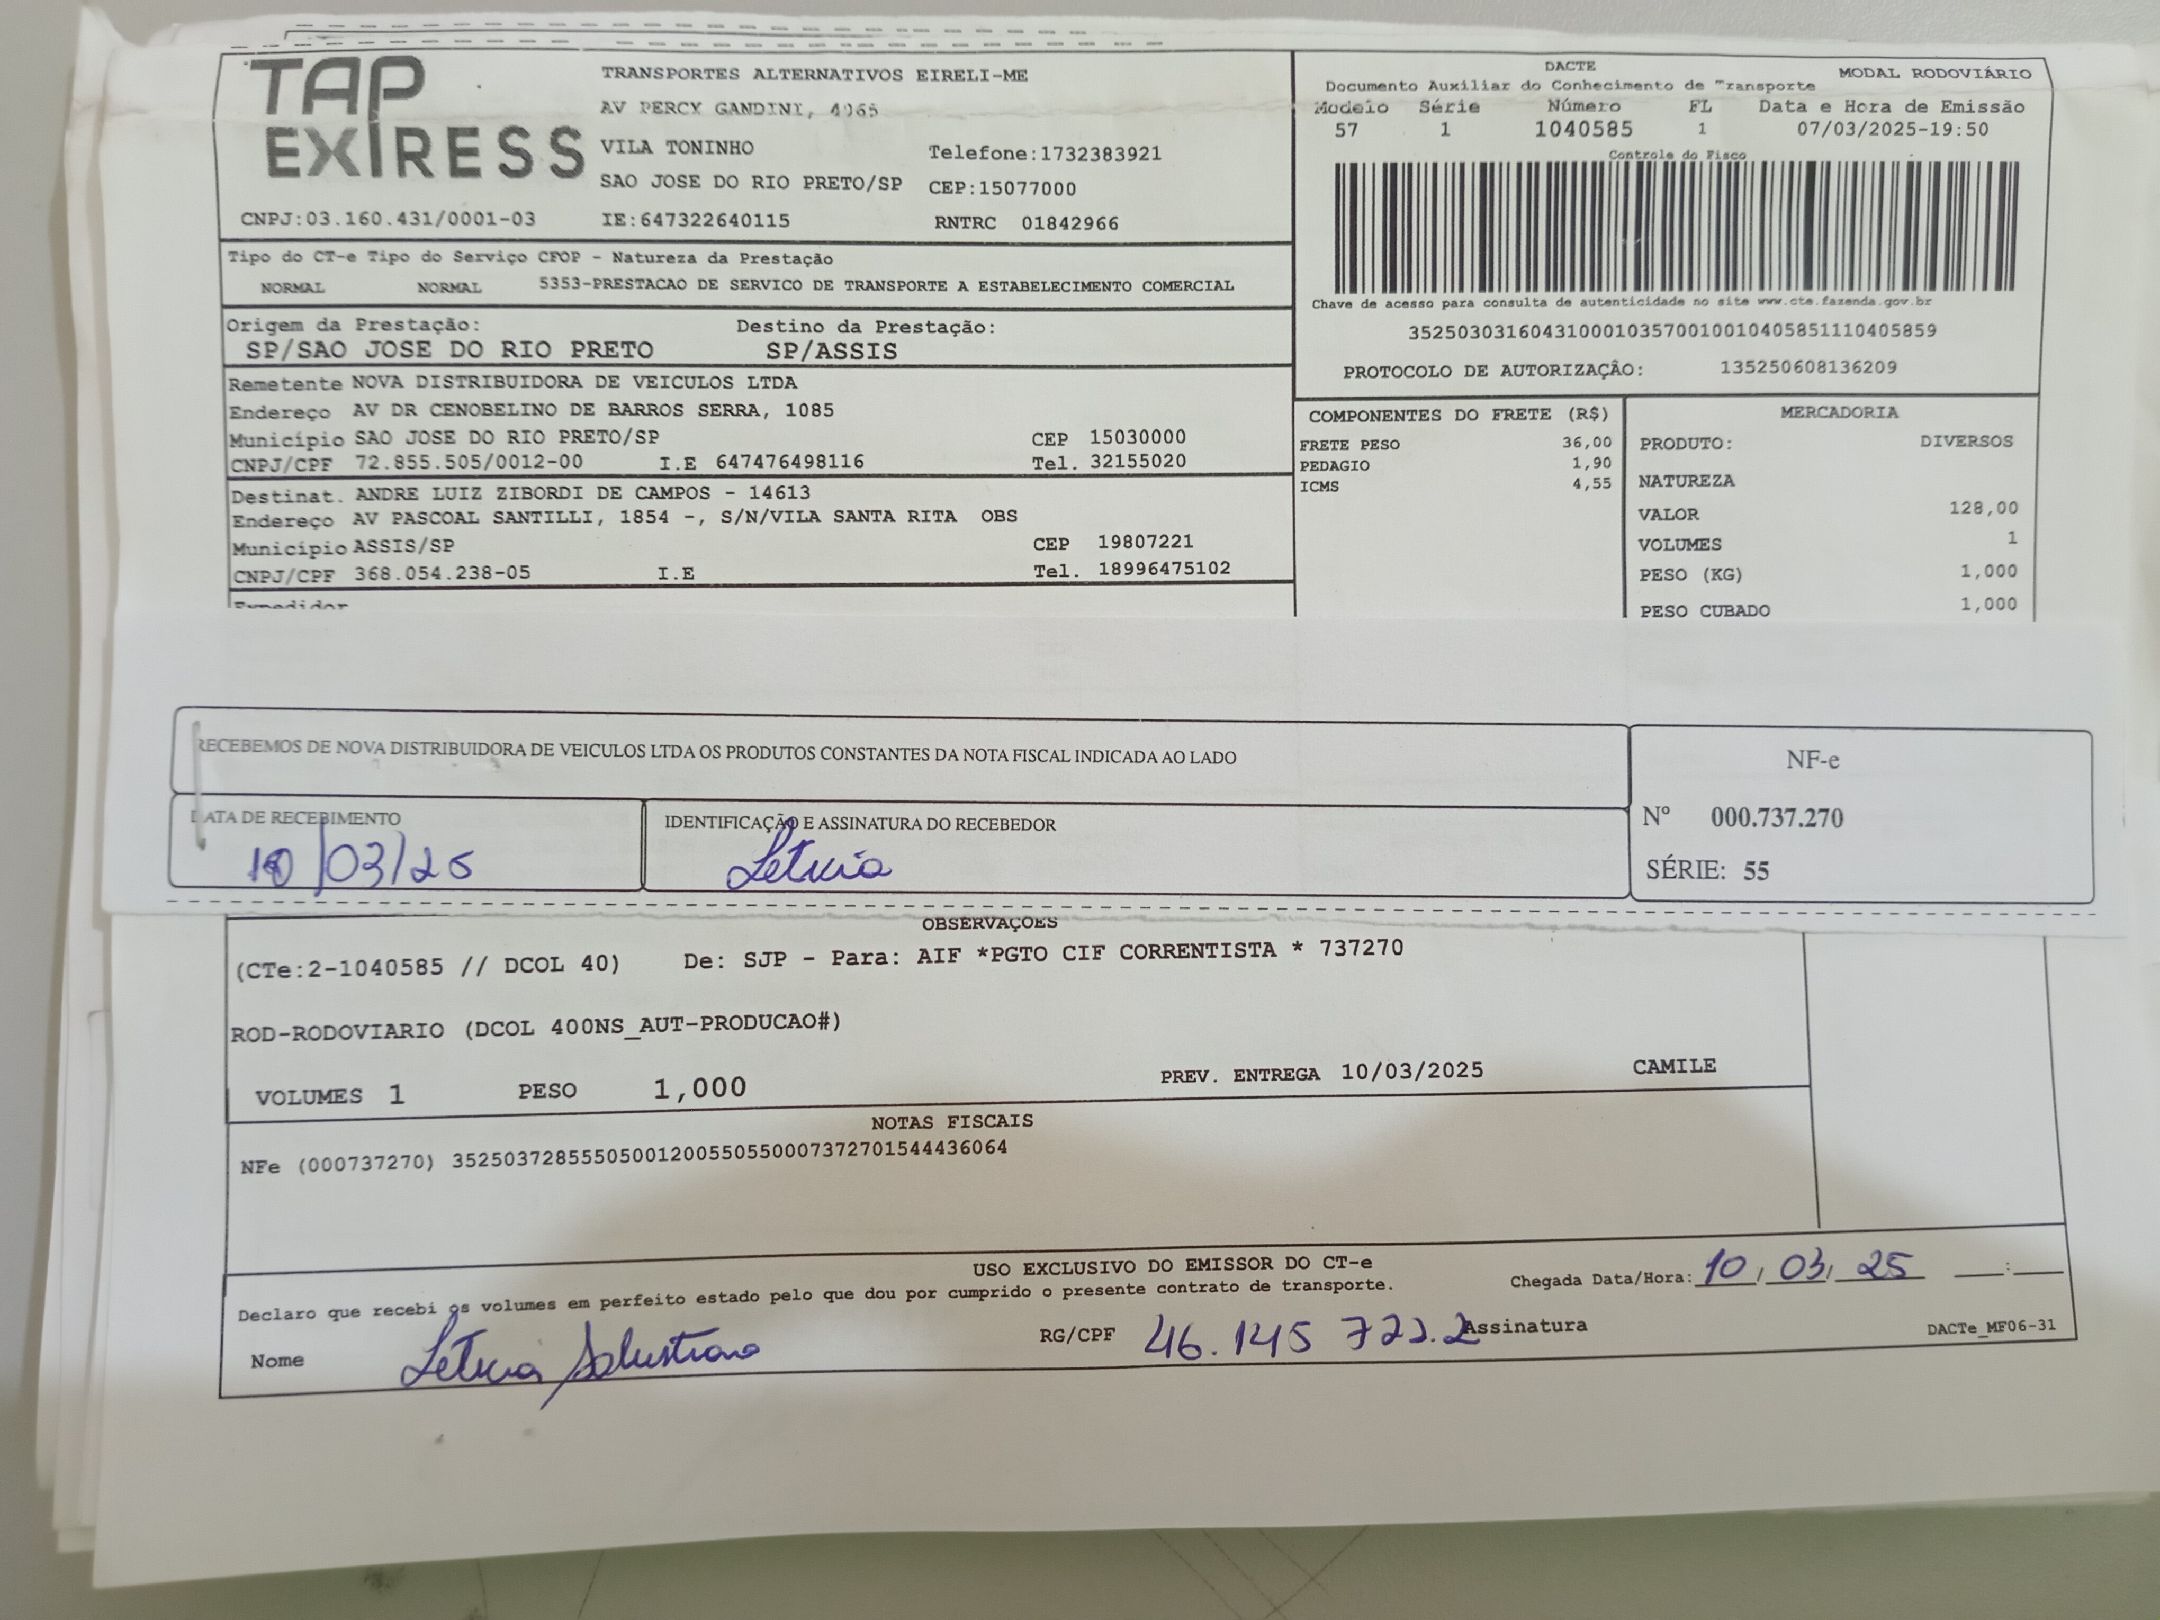 TAP
EXPRESS
TRANSPORTES ALTERNATIVOS EIRELI-ME
AV PERCY GANDINI, 4065
VILA TONINHO
Telefone:1732383921
SAO JOSE DO RIO PRETO/SP CEP:15077000
CNPJ:03.160.431/0001-03 IE:647322640115 RNTRC 01842966
DACTE MODAL RODOVIÁRIO
Documento Auxiliar do Conhecimento de Transporte
Modelo Série Número FL Data e Hora de Emissão
57 1 1040585 1 07/03/2025-19:50
Controle do Fisco
Chave de acesso para consulta de autenticidade no site www.cte.fazenda.gov.br
35250303160431000103570010010405851110405859
PROTOCOLO DE AUTORIZAÇÃO: 135250608136209
Tipo do CT-e Tipo do Serviço CFOP - Natureza da Prestação
NORMAL NORMAL 5353-PRESTACAO DE SERVICO DE TRANSPORTE A ESTABELECIMENTO COMERCIAL
Origem da Prestação: Destino da Prestação:
SP/SAO JOSE DO RIO PRETO SP/ASSIS
Remetente NOVA DISTRIBUIDORA DE VEICULOS LTDA
Endereço AV DR CENOBELINO DE BARROS SERRA, 1085
Município SAO JOSE DO RIO PRETO/SP CEP 15030000
CNPJ/CPF 72.855.505/0012-00 I.E 647476498116 Tel. 32155020
Destinat. ANDRE LUIZ ZIBORDI DE CAMPOS - 14613
Endereço AV PASCOAL SANTILLI, 1854 -, S/N/VILA SANTA RITA OBS
Município ASSIS/SP CEP 19807221
CNPJ/CPF 368.054.238-05 I.E Tel. 18996475102
Expedidor
COMPONENTES DO FRETE (R$)
FRETE PESO 36,00
PEDAGIO 1,90
ICMS 4,55
MERCADORIA
PRODUTO: DIVERSOS
NATUREZA
VALOR 128,00
VOLUMES 1
PESO (KG) 1,000
PESO CUBADO 1,000
RECEBEMOS DE NOVA DISTRIBUIDORA DE VEICULOS LTDA OS PRODUTOS CONSTANTES DA NOTA FISCAL INDICADA AO LADO
DATA DE RECEBIMENTO
10/03/25
IDENTIFICAÇÃO E ASSINATURA DO RECEBEDOR
Leticia
NF-e
Nº 000.737.270
SÉRIE: 55
OBSERVAÇÕES
(CTe:2-1040585 // DCOL 40) De: SJP - Para: AIF *PGTO CIF CORRENTISTA * 737270
ROD-RODOVIARIO (DCOL 400NS_AUT-PRODUCAO#)
VOLUMES 1 PESO 1,000 PREV. ENTREGA 10/03/2025 CAMILE
NOTAS FISCAIS
NFe (000737270) 35250372855505001200550550007372701544436064
USO EXCLUSIVO DO EMISSOR DO CT-e
Declaro que recebi os volumes em perfeito estado pelo que dou por cumprido o presente contrato de transporte.
Chegada Data/Hora: 10/03/25 __:__
Nome Leticia Salustiano RG/CPF 46.145 722.2 Assinatura
DACTe_MF06-31